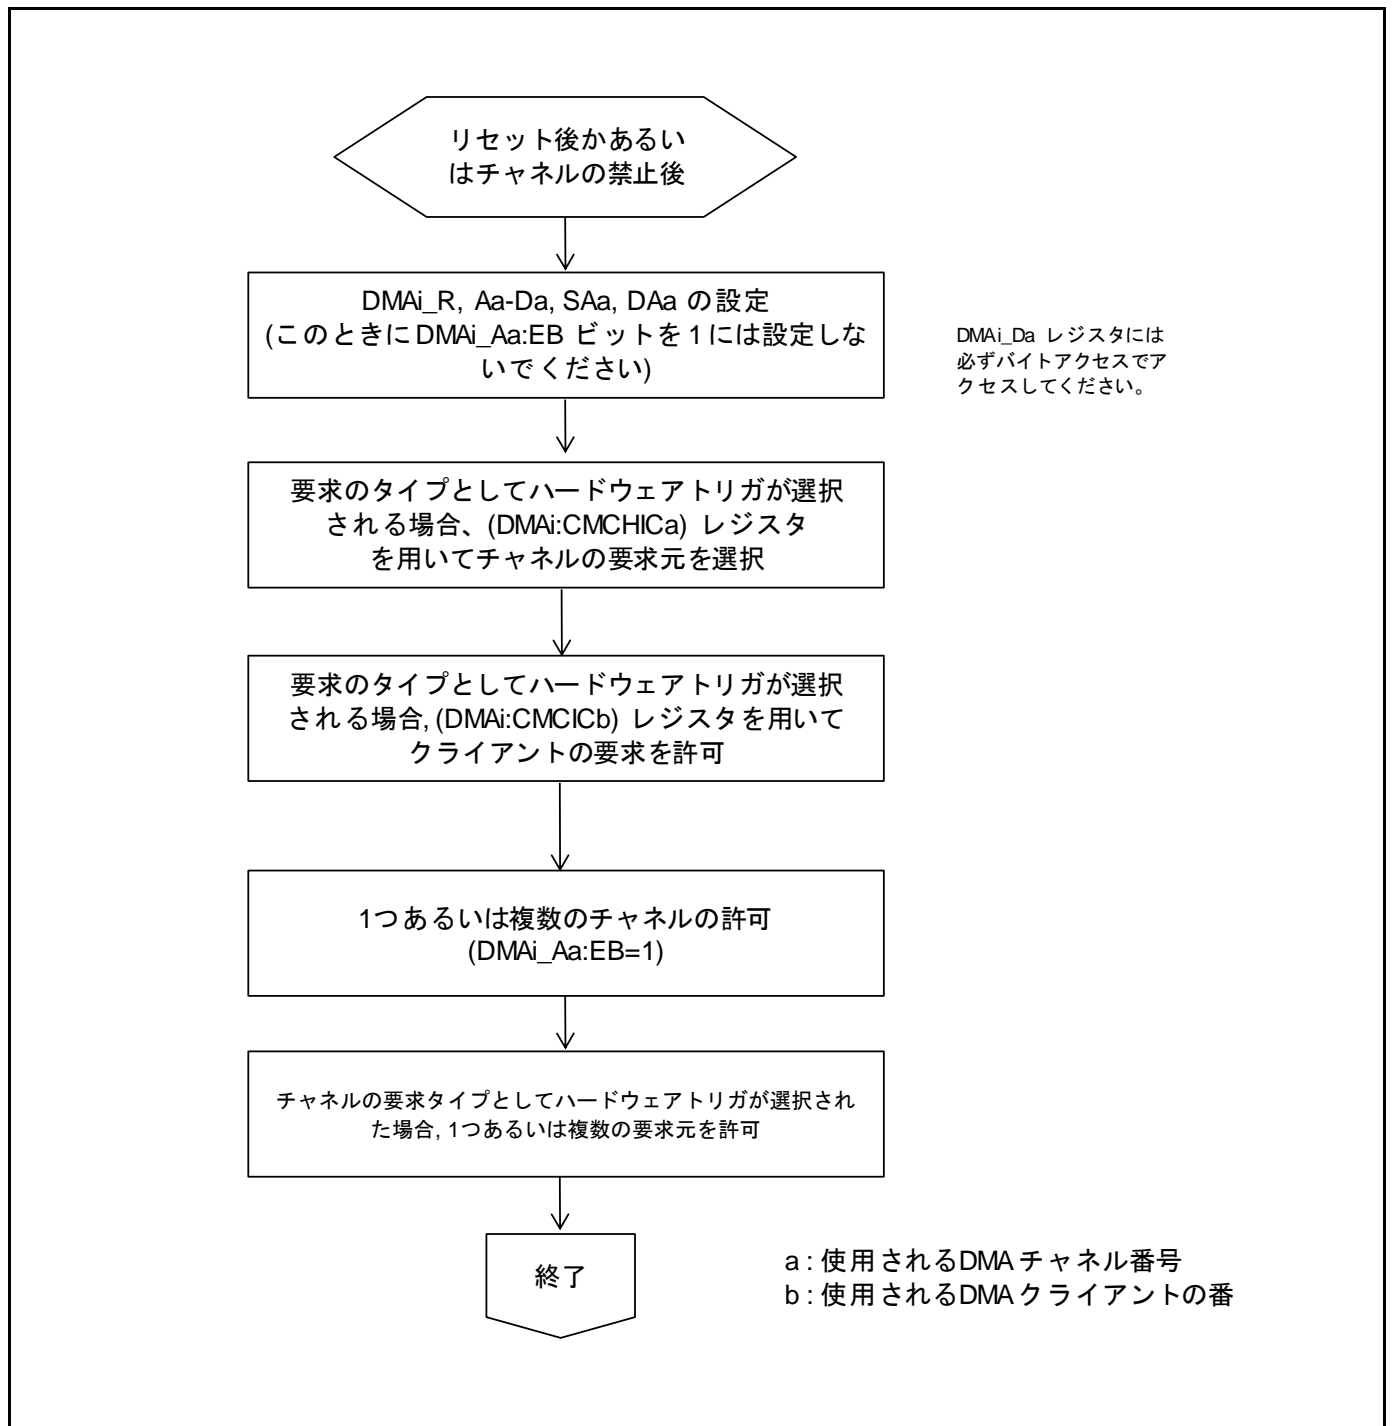 リセット後かあるい
はチャネルの禁止後
DMAi_R, Aa-Da, SAa, DAa の設定
(このときに DMAi_Aa:EB ビットを 1 には設定しな
いでください)
DMAi_Da レジスタには
必ずバイトアクセスでア
クセスしてください。
要求のタイプとしてハードウェアトリガが選択
される場合、(DMAi:CMCHICa) レジスタ
を用いてチャネルの要求元を選択
要求のタイプとしてハードウェアトリガが選択
される場合, (DMAi:CMCICb) レジスタを用いて
クライアントの要求を許可
1つあるいは複数のチャネルの許可
(DMAi_Aa:EB=1)
チャネルの要求タイプとしてハードウェアトリガが選択され
た場合, 1つあるいは複数の要求元を許可
終了
a : 使用されるDMAチャネル番号
b : 使用されるDMAクライアントの番